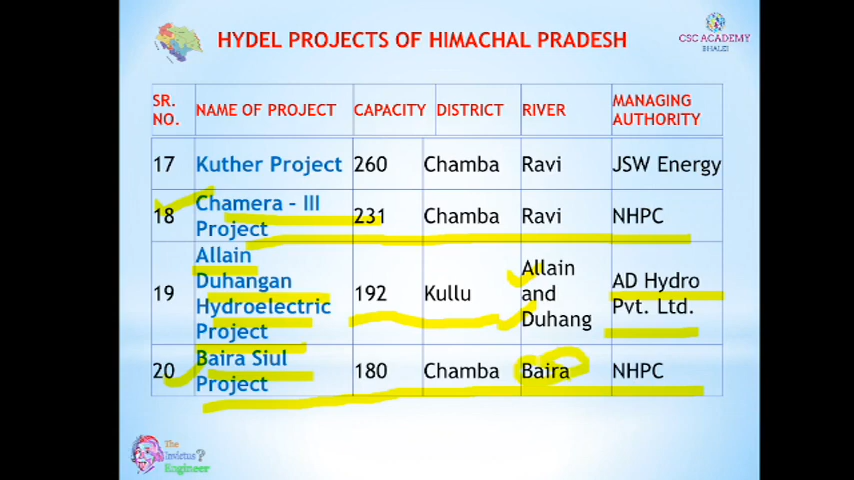 HYDEL PROJECTS OF HIMACHAL PRADESH
CSC ACADEMY
BHALEI
SR. NO. NAME OF PROJECT CAPACITY DISTRICT RIVER MANAGING AUTHORITY
17 Kuther Project 260 Chamba Ravi JSW Energy
18 Chamera - III Project 231 Chamba Ravi NHPC
19 Allain Duhangan Hydroelectric Project 192 Kullu Allain and Duhang AD Hydro Pvt. Ltd.
20 Baira Siul Project 180 Chamba Baira NHPC
The
Invictus?
Engineer